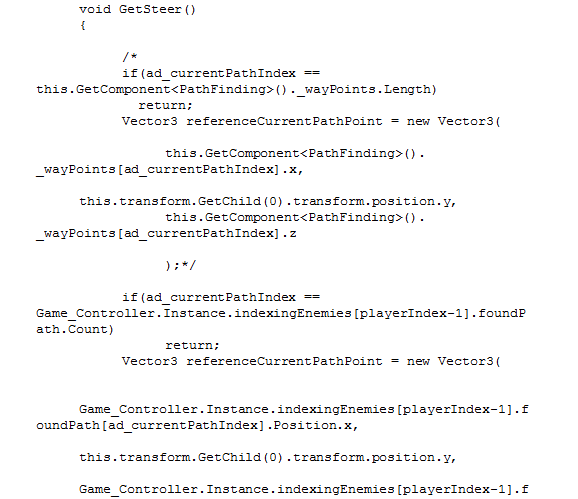 void GetSteer()
{
/*
if(ad_currentPathIndex ==
this.GetComponent<PathFinding>()._wayPoints.Length)
return;
Vector3 referenceCurrentPathPoint = new Vector3(
this.GetComponent<PathFinding>().
_wayPoints[ad_currentPathIndex].x,
this.transform.GetChild(0).transform.position.y,
this.GetComponent<PathFinding>().
_wayPoints[ad_currentPathIndex].z
);*/
if(ad_currentPathIndex ==
Game_Controller.Instance.indexingEnemies[playerIndex-1].foundP
ath.Count)
return;
Vector3 referenceCurrentPathPoint = new Vector3(
Game_Controller.Instance.indexingEnemies[playerIndex-1].f
oundPath[ad_currentPathIndex].Position.x,
this.transform.GetChild(0).transform.position.y,
Game_Controller.Instance.indexingEnemies[playerIndex-1].f